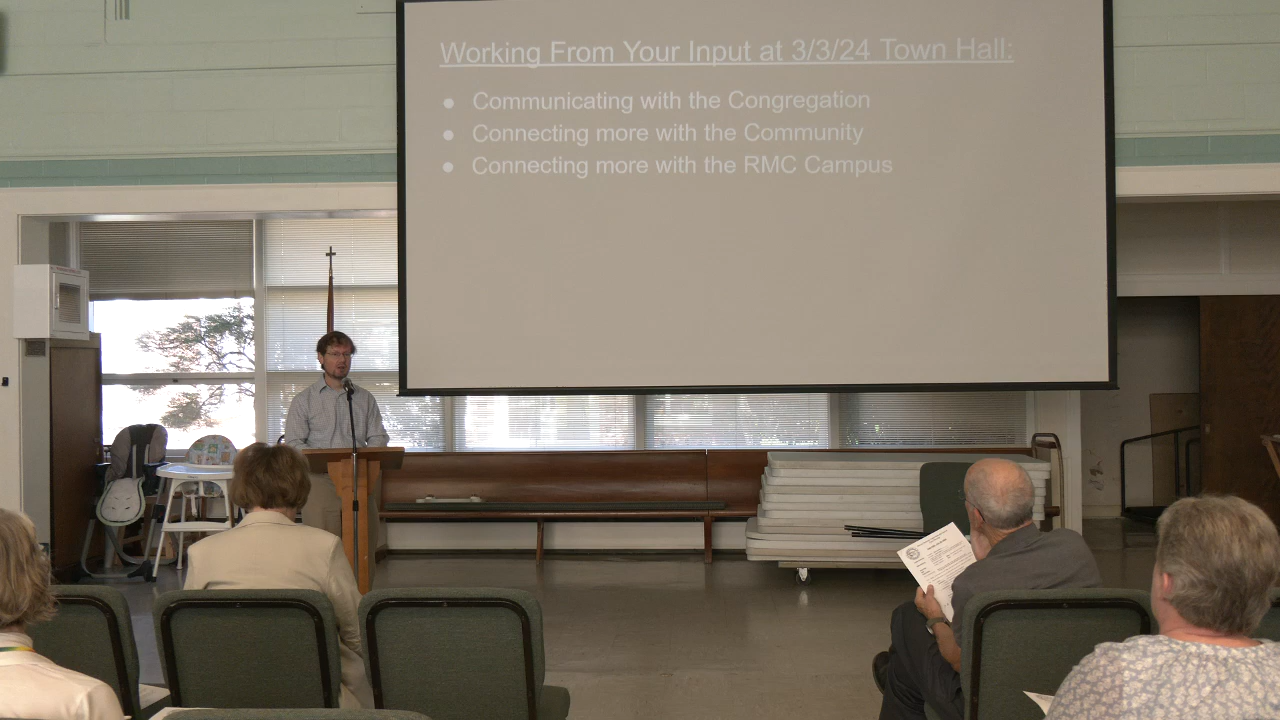 Working From Your Input at 3/3/24 Town Hall:
● Communicating with the Congregation
● Connecting more with the Community
● Connecting more with the RMC Campus